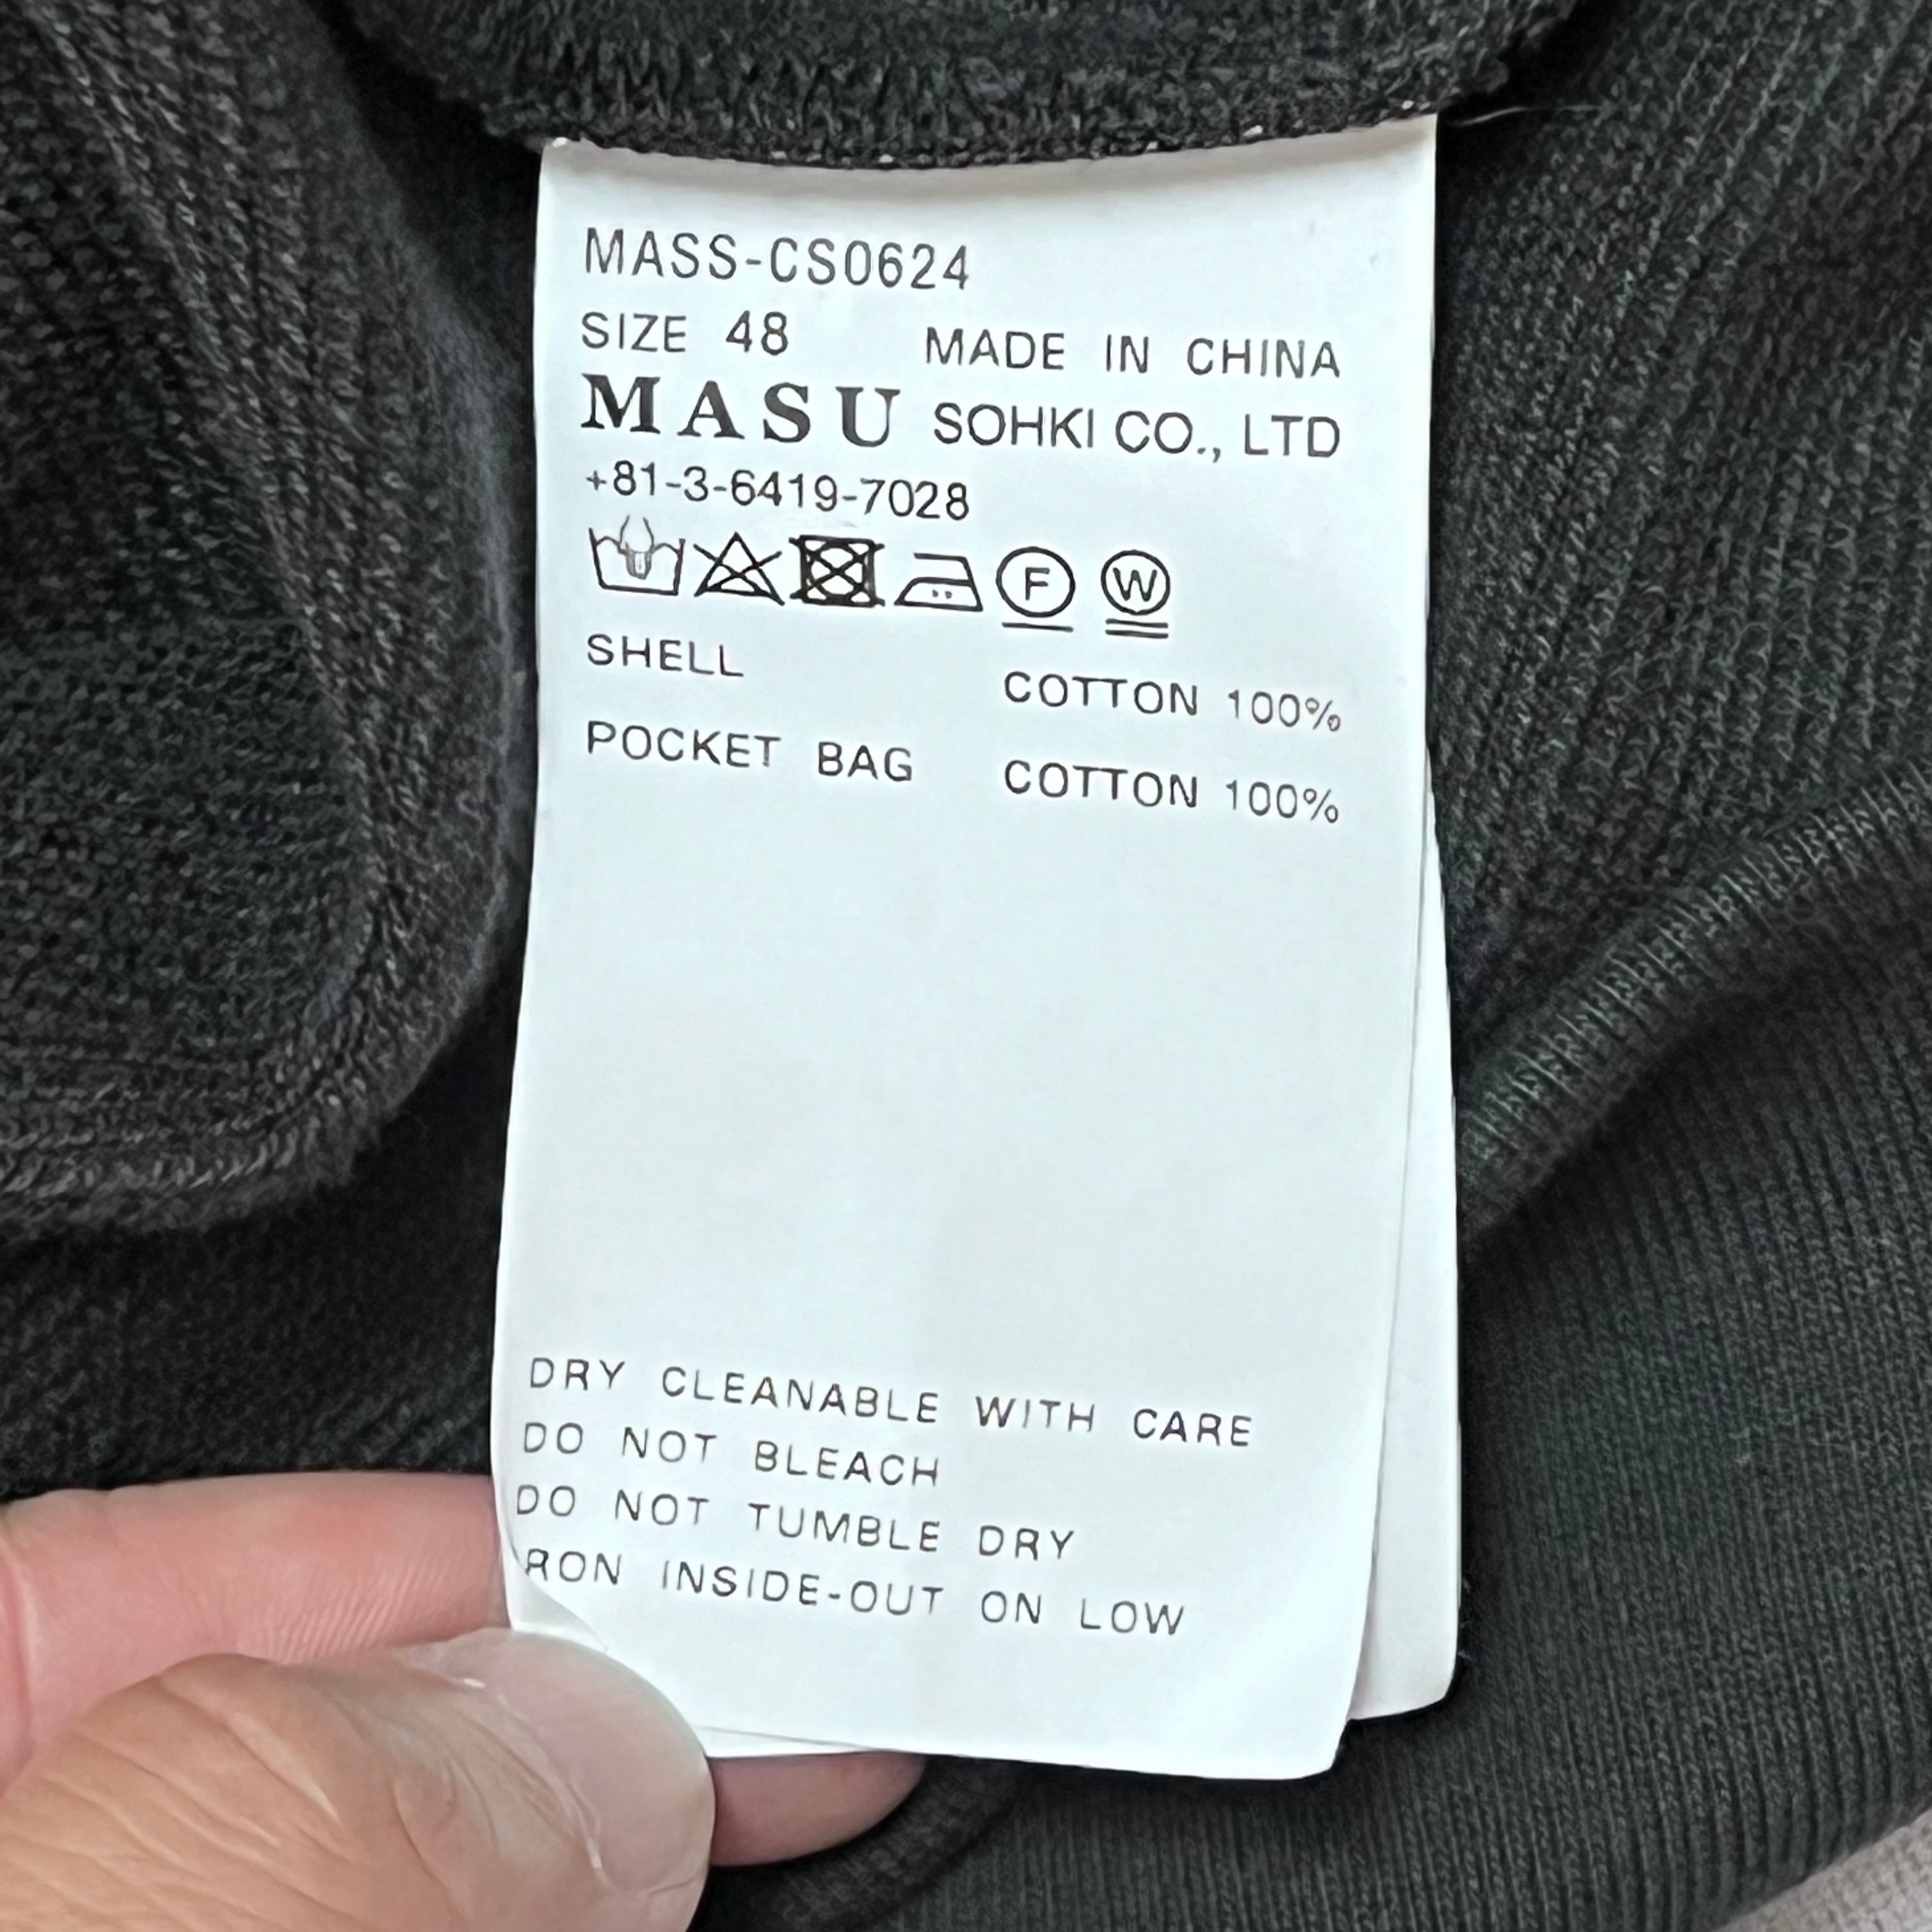 MASS-CS0624
SIZE 48 MADE IN CHINA
MASU SOHKI CO., LTD
+81-3-6419-7028
F W
SHELL COTTON 100%
POCKET BAG COTTON 100%
DRY CLEANABLE WITH CARE
DO NOT BLEACH
DO NOT TUMBLE DRY
RON INSIDE-OUT ON LOW